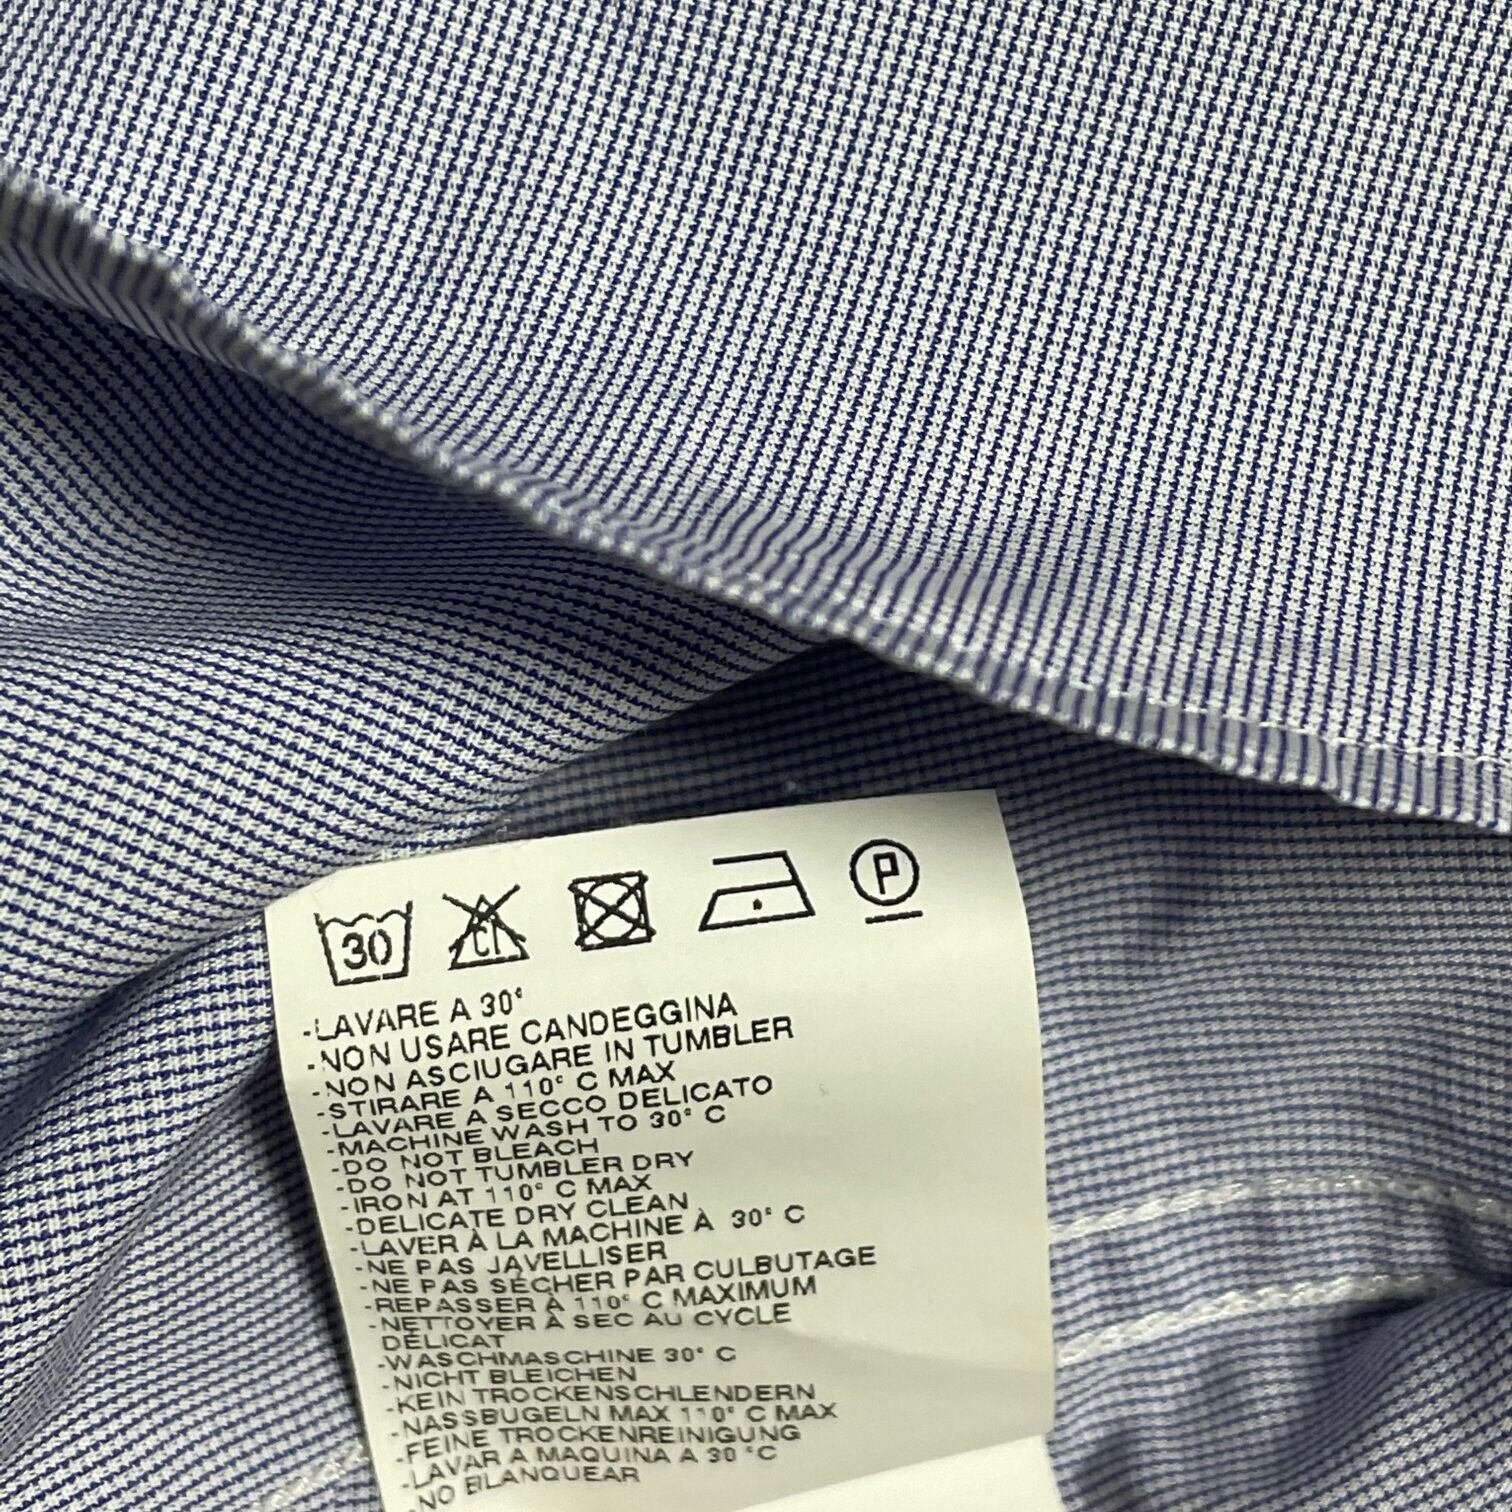 30 CL P
-LAVARE A 30°
-NON USARE CANDEGGINA
-NON ASCIUGARE IN TUMBLER
-STIRARE A 110° C MAX
-LAVARE A SECCO DELICATO
-MACHINE WASH TO 30° C
-DO NOT BLEACH
-DO NOT TUMBLER DRY
-IRON AT 110° C MAX
-DELICATE DRY CLEAN
-LAVER À LA MACHINE À 30° C
-NE PAS JAVELLISER
-NE PAS SÉCHER PAR CULBUTAGE
-REPASSER À 110° C MAXIMUM
-NETTOYER À SEC AU CYCLE
DÉLICAT
-WASCHMASCHINE 30° C
-NICHT BLEICHEN
-KEIN TROCKENSCHLENDERN
-NASSBUGELN MAX 110° C MAX
-FEINE TROCKENREINIGUNG
-LAVAR A MAQUINA A 30 °C
-NO BLANQUEAR